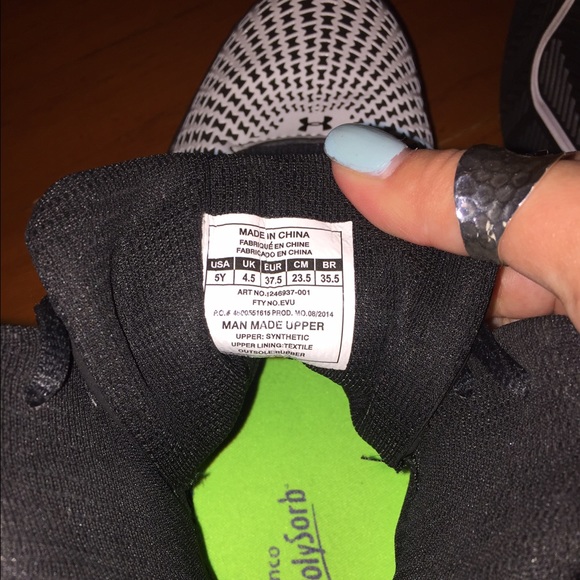 MADE IN CHINA
FABRIQUÉ EN CHINE
FABRICADO EN CHINA
USA UK EUR CM BR
5Y 4.5 37.5 23.5 35.5
ART NO.1246937-001
FTY NO.EVU
PROD. MO.08/2014
MAN MADE UPPER
UPPER: SYNTHETIC
UPPER LINING:TEXTILE
OUTSOLE:RUBBER
nco
olySorb